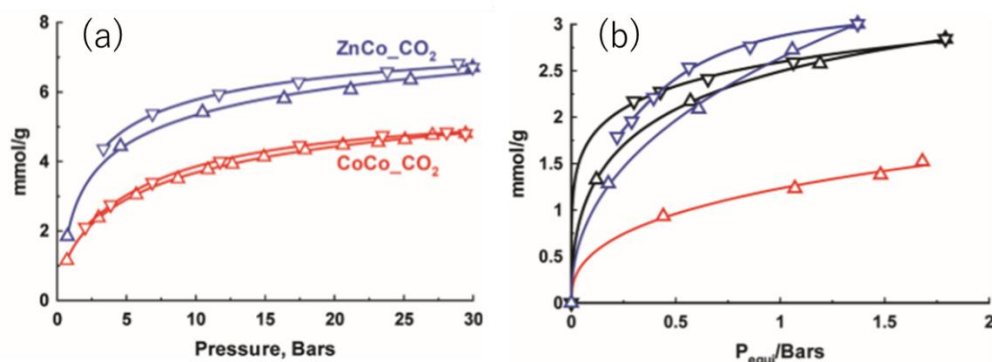 (a)
ZnCo_CO₂
CoCo_CO₂
mmol/g
8
6
4
2
0
0 5 10 15 20 25 30
Pressure, Bars
(b)
mmol/g
3
2.5
2
1.5
1
0.5
0
0 0.5 1 1.5 2
Pequi/Bars